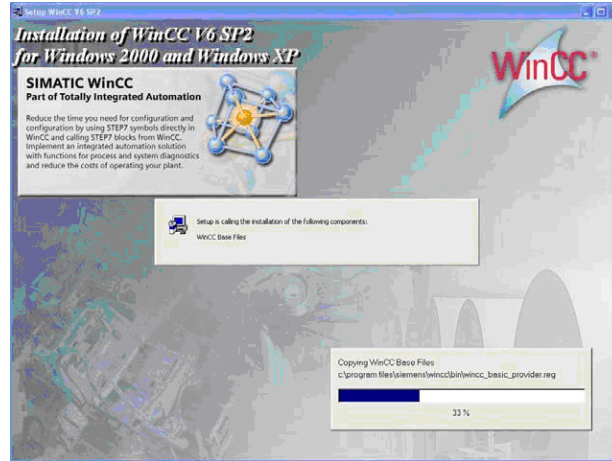 Setup WinCC V6 SP2
Installation of WinCC V6 SP2
for Windows 2000 and Windows XP
WinCC
SIMATIC WinCC
Part of Totally Integrated Automation
Reduce the time you need for configuration and
configuration by using STEP7 symbols directly in
WinCC and calling STEP7 blocks from WinCC.
Implement an integrated automation solution
with functions for process and system diagnostics
and reduce the costs of operating your plant.
Setup is calling the installation of the following components:
WinCC Base Files
Copying WinCC Base Files
c:\program files\siemens\wincc\bin\wincc_basic_provider.reg
33 %